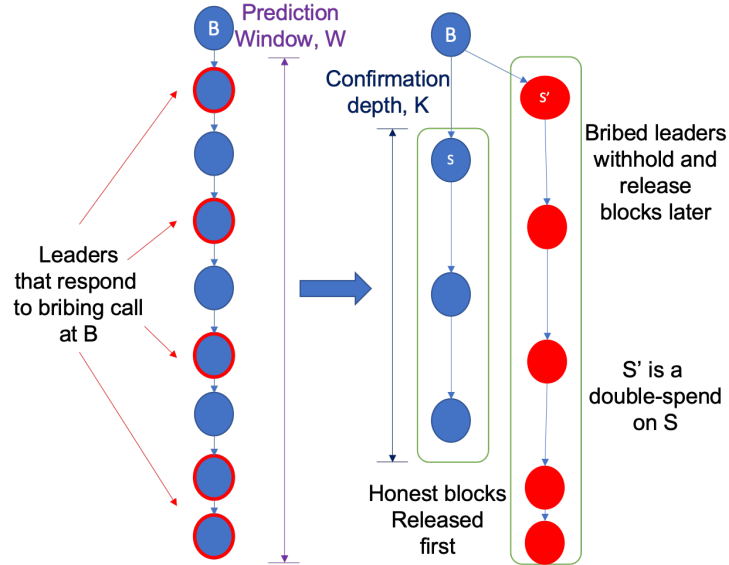 B
Prediction
Window, W
Leaders
that respond
to bribing call
at B
B
Confirmation
depth, K
s
S'
Bribed leaders
withhold and
release
blocks later
S' is a
double-spend
on S
Honest blocks
Released
first